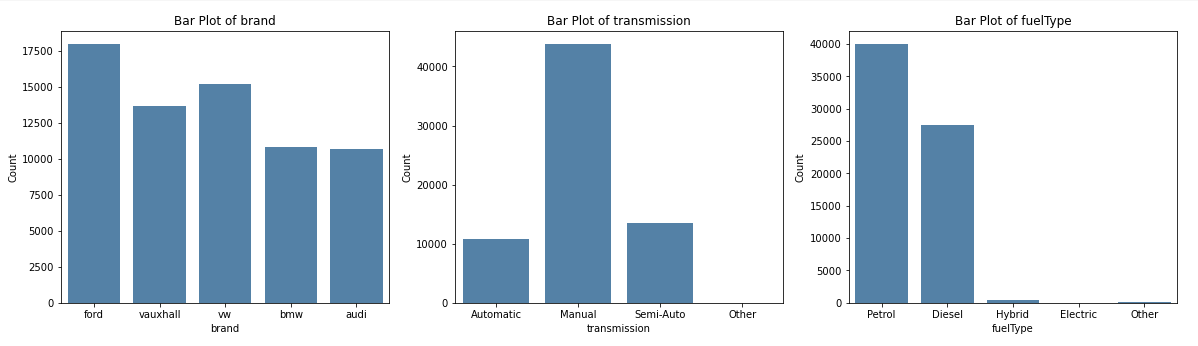 Bar Plot of brand
17500
15000
12500
10000
7500
5000
2500
0
Count
ford vauxhall vw bmw audi
brand
Bar Plot of transmission
40000
30000
20000
10000
0
Count
Automatic Manual Semi-Auto Other
transmission
Bar Plot of fuelType
40000
35000
30000
25000
20000
15000
10000
5000
0
Count
Petrol Diesel Hybrid Electric Other
fuelType